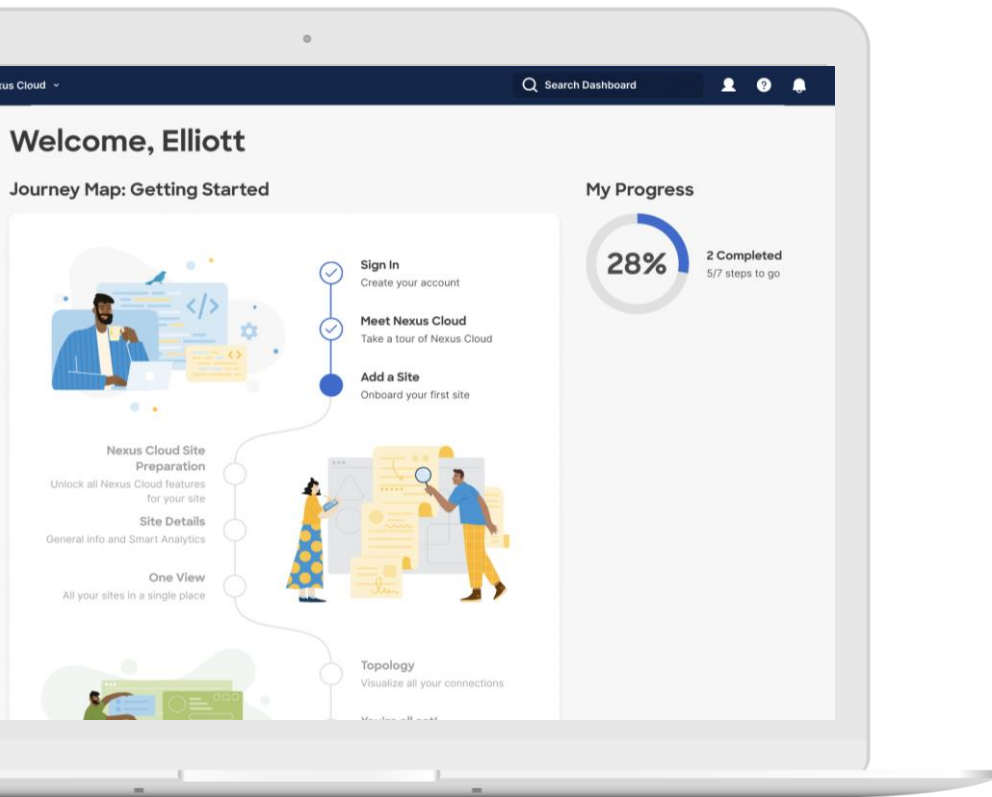 Cloud
Search Dashboard
Welcome, Elliott
Journey Map: Getting Started
My Progress
Sign In
Create your account
28%
2 Completed
5/7 steps to go
Meet Nexus Cloud
Take a tour of Nexus Cloud
Add a Site
Onboard your first site
Nexus Cloud Site
Preparation
Unlock all Nexus Cloud features
for your site
Site Details
General info and Smart Analytics
One View
All your sites in a single place
Topology
Visualize all your connections